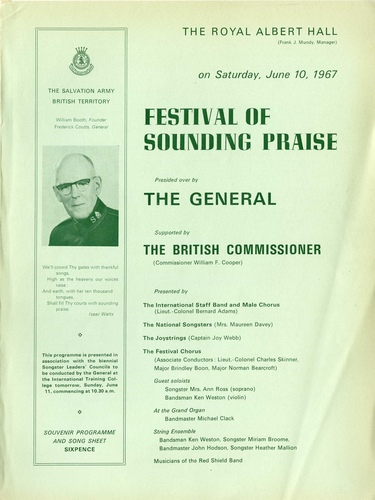 THE ROYAL ALBERT HALL
(Frank J. Mundy, Manager)
on Saturday, June 10, 1967
FESTIVAL OF
SOUNDING PRAISE
Presided over by
THE GENERAL
Supported by
THE BRITISH COMMISSIONER
(Commissioner William F. Cooper)
Presented by
The International Staff Band and Male Chorus
(Lieut.-Colonel Bernard Adams)
The National Songsters (Mrs. Maureen Davey)
The Joystrings (Captain Joy Webb)
The Festival Chorus
(Associate Conductors: Lieut.-Colonel Charles Skinner,
Major Brindley Boon, Major Norman Bearcroft)
Guest soloists
Songster Mrs. Ann Ross (soprano)
Bandsman Ken Weston (violin)
At the Grand Organ
Bandmaster Michael Clack
String Ensemble
Bandsman Ken Weston, Songster Miriam Broome,
Bandmaster John Hodson, Songster Heather Mallion
Musicians of the Red Shield Band
THE SALVATION ARMY
BRITISH TERRITORY
William Booth, Founder
Frederick Coutts, General
We'll crowd Thy gates with thankful
songs,
High as the heavens our voices
raise;
And earth, with her ten thousand
tongues,
Shall fill Thy courts with sounding
praise.
Isaac Watts
This programme is presented in
association with the biennial
Songster Leaders' Councils to
be conducted by the General at
the International Training Col-
lege tomorrow, Sunday, June
11, commencing at 10.30 a.m.
SOUVENIR PROGRAMME
AND SONG SHEET
SIXPENCE